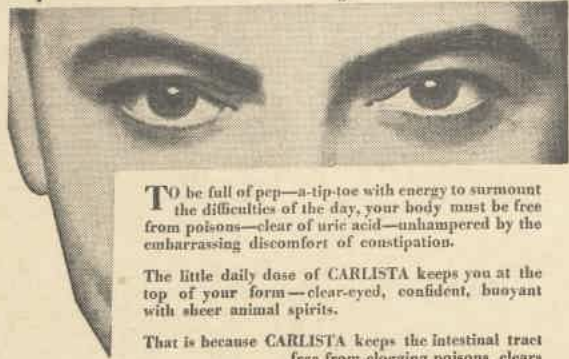 TO be full of pep—a-tip-toe with energy to surmount
the difficulties of the day, your body must be free
from poisons—clear of uric acid—unhampered by the
embarrassing discomfort of constipation.
The little daily dose of CARLISTA keeps you at the
top of your form—clear-eyed, confident, buoyant
with sheer animal spirits.
That is because CARLISTA keeps the intestinal tract
free from clogging poisons, clears